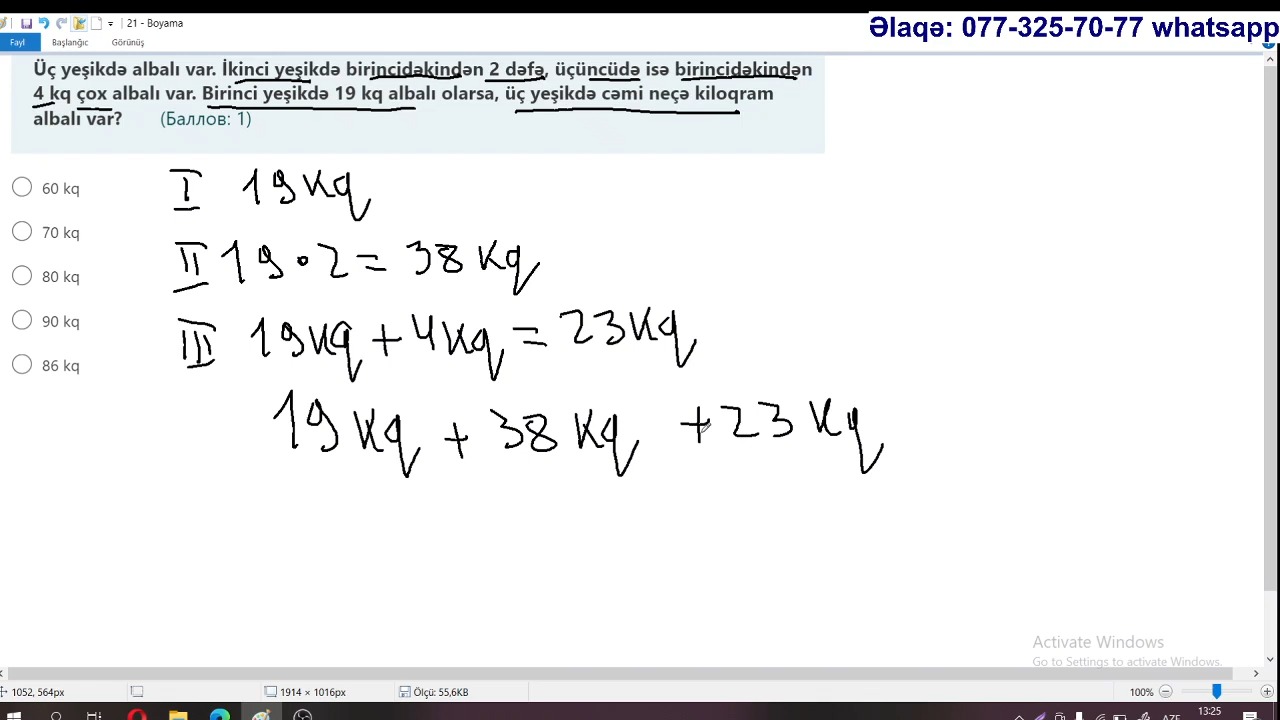 21 - Boyama
Əlaqə: 077-325-70-77 whatsapp
Fayl Başlanğıc Görünüş
Üç yeşikdə albalı var. İkinci yeşikdə birincidəkindən 2 dəfə, üçüncüdə isə birincidəkindən
4 kq çox albalı var. Birinci yeşikdə 19 kq albalı olarsa, üç yeşikdə cəmi neçə kiloqram
albalı var? (Баллов: 1)
60 kq
70 kq
80 kq
90 kq
86 kq
I 19 kq
II 19 • 2 = 38 kq
III 19 kq + 4 kq = 23 kq
19 kq + 38 kq + 23 kq
Activate Windows
Go to Settings to activate Windows.
1052, 564px 1914 × 1016px Ölçü: 55,6KB 100%
AZE 13:25